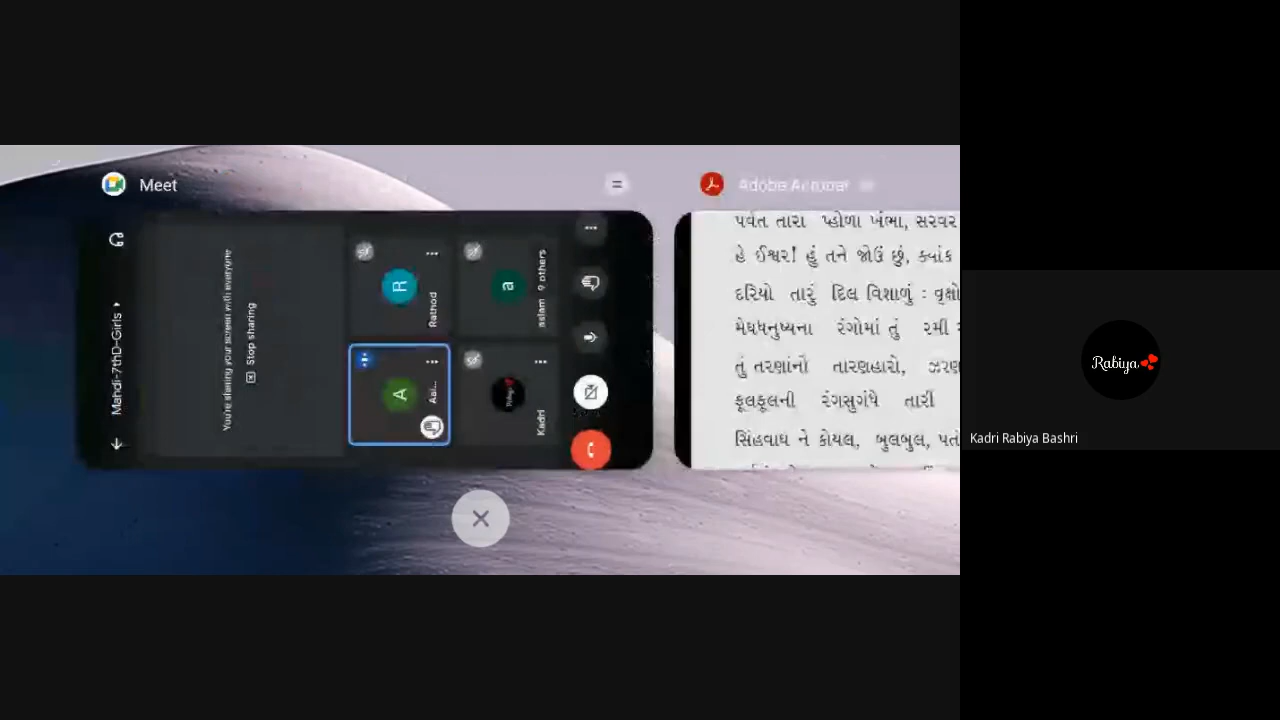 Meet
Adobe Acrobat
Mahdi-7thD-Girls
You're sharing your screen with everyone
Stop sharing
R
Rathod
a
aslam 9 others
A
Aai...
Rabiya
Kadri
પર્વત તારા પ્હોળા ખંભા, સરવર
હે ઈશ્વર! હું તને જોઉં છું, ક્યાંક
દરિયો તારું દિલ વિશાળું : વૃક્ષો
મેઘધનુષ્યના રંગોમાં તું રમી
તું તરણાંનો તારણહારો, ઝરણ
ફૂલફૂલની રંગસુગંધે તારી
સિંહવાઘ ને કોયલ, બુલબુલ, પતં
Rabiya
Kadri Rabiya Bashri